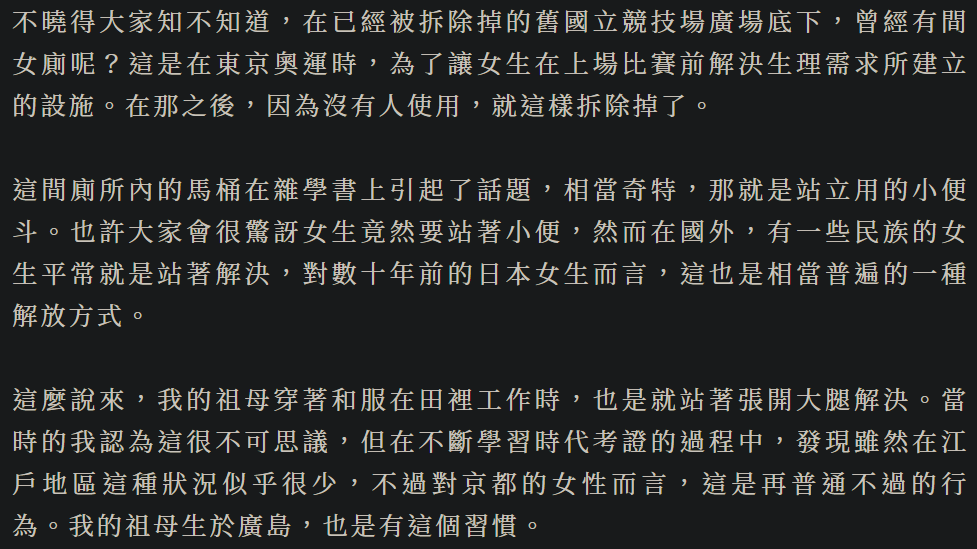 不曉得大家知不知道，在已經被拆除掉的舊國立競技場廣場底下，曾經有間
女廁呢？這是在東京奧運時，為了讓女生在上場比賽前解決生理需求所建立
的設施。在那之後，因為沒有人使用，就這樣拆除掉了。
這間廁所內的馬桶在雜學書上引起了話題，相當奇特，那就是站立用的小便
斗。也許大家會很驚訝女生竟然要站著小便，然而在國外，有一些民族的女
生平常就是站著解決，對數十年前的日本女生而言，這也是相當普遍的一種
解放方式。
這麼說來，我的祖母穿著和服在田裡工作時，也是就站著張開大腿解決。當
時的我認為這很不可思議，但在不斷學習時代考證的過程中，發現雖然在江
戶地區這種狀況似乎很少，不過對京都的女性而言，這是再普通不過的行
為。我的祖母生於廣島，也是有這個習慣。